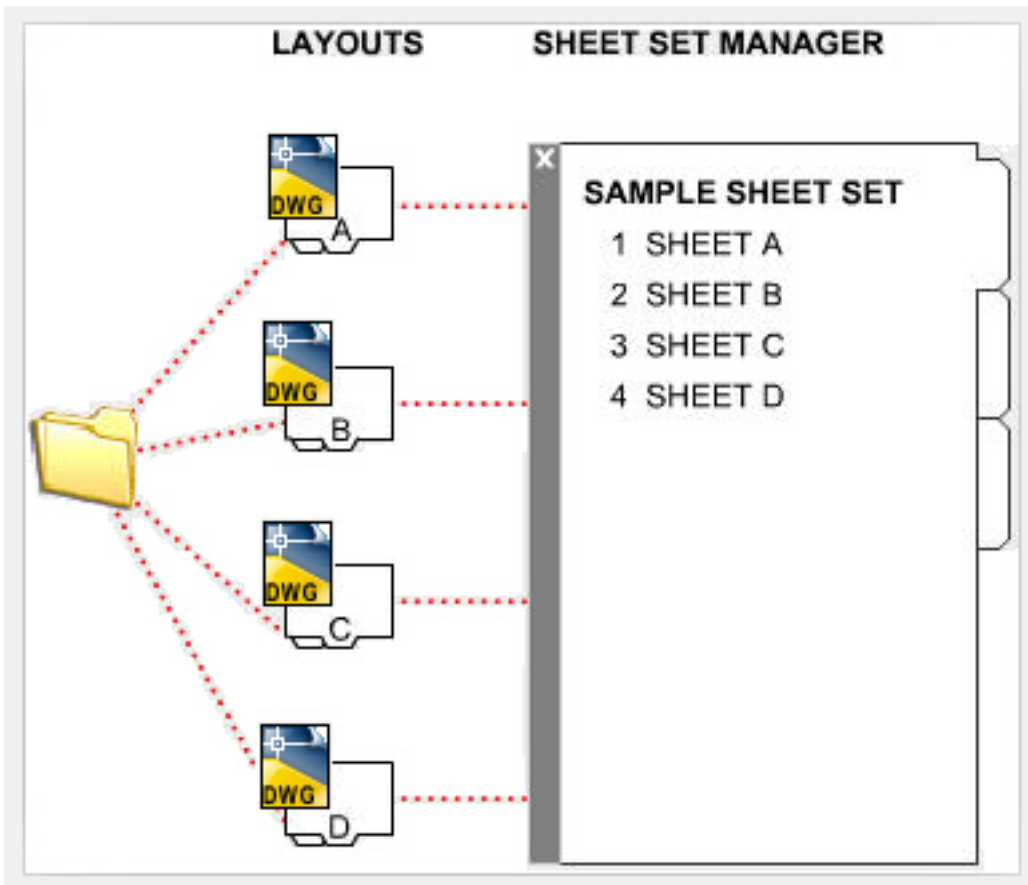 LAYOUTS
SHEET SET MANAGER
DWG
A
DWG
B
DWG
C
DWG
D
X
SAMPLE SHEET SET
1 SHEET A
2 SHEET B
3 SHEET C
4 SHEET D